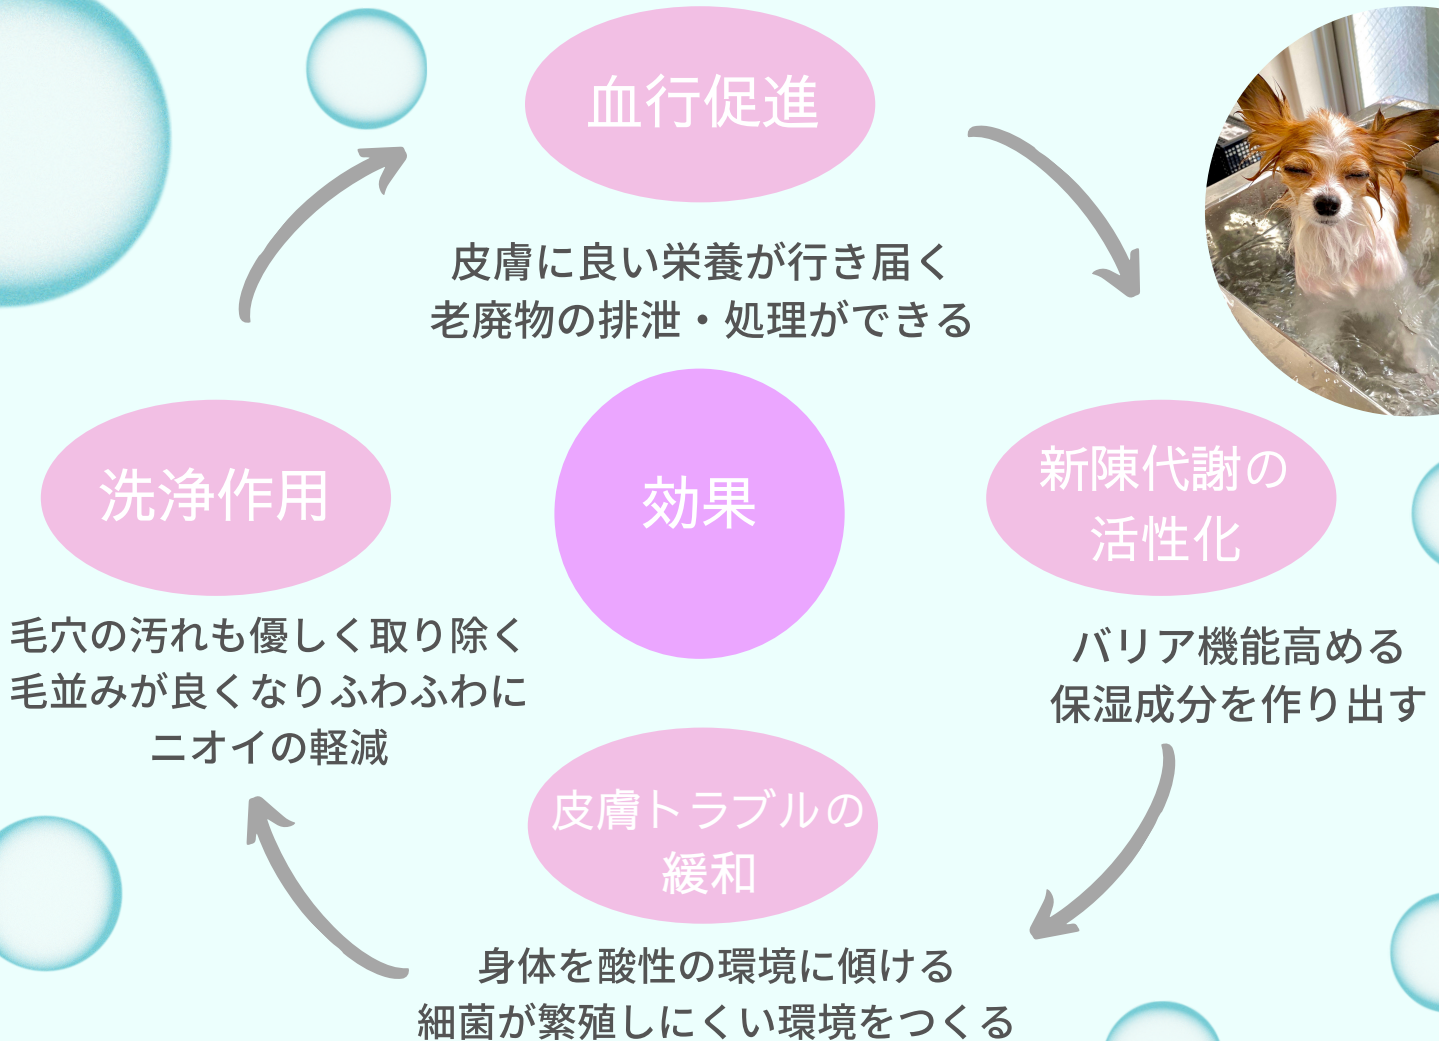 血行促進
皮膚に良い栄養が行き届く
老廃物の排泄・処理ができる
効果
新陳代謝の
活性化
バリア機能高める
保湿成分を作り出す
皮膚トラブルの
緩和
身体を酸性の環境に傾ける
細菌が繁殖しにくい環境をつくる
洗浄作用
毛穴の汚れも優しく取り除く
毛並みが良くなりふわふわに
ニオイの軽減